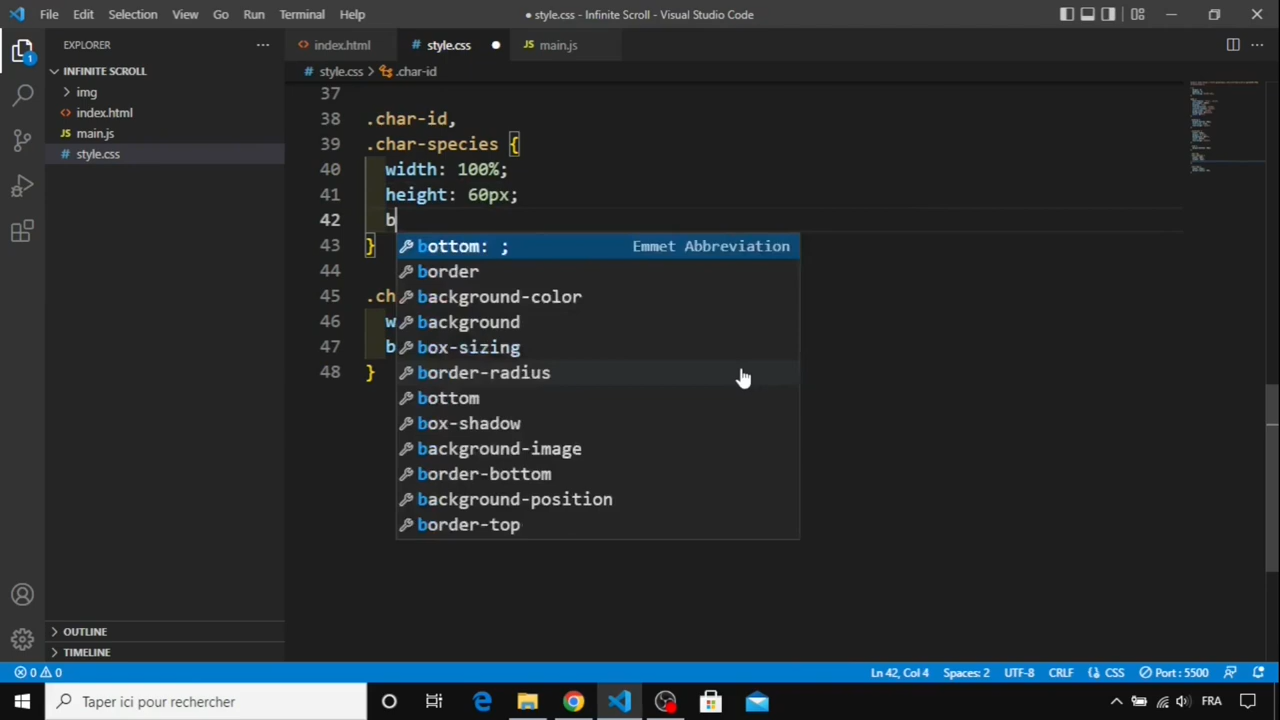 File Edit Selection View Go Run Terminal Help
style.css - Infinite Scroll - Visual Studio Code
EXPLORER
index.html
style.css
main.js
INFINITE SCROLL
style.css > .char-id
img
index.html
main.js
style.css
1
37
38 .char-id,
39 .char-species {
40 width: 100%;
41 height: 60px;
42 b
43 }
bottom: ; Emmet Abbreviation
44
border
45 .ch
background-color
46 w
background
47 b
box-sizing
48 }
border-radius
bottom
box-shadow
background-image
border-bottom
background-position
border-top
OUTLINE
TIMELINE
0 0
Ln 42, Col 4 Spaces: 2 UTF-8 CRLF CSS Port : 5500
Taper ici pour rechercher
FRA